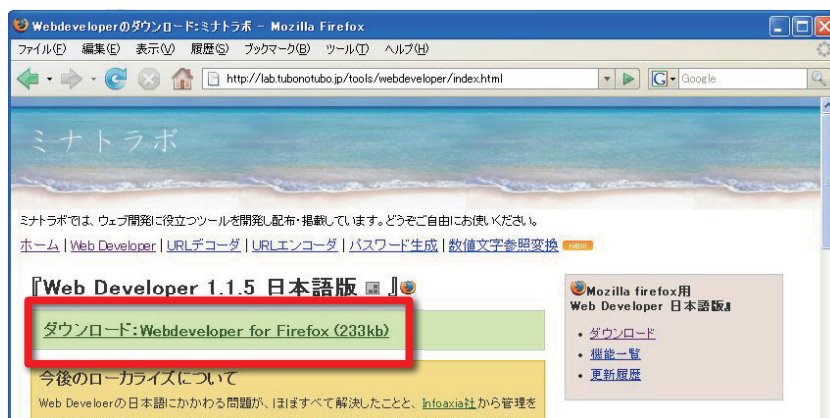 Webdeveloperのダウンロード:ミナトラボ - Mozilla Firefox
ファイル(F) 編集(E) 表示(V) 履歴(S) ブックマーク(B) ツール(T) ヘルプ(H)
http://lab.tubonotubo.jp/tools/webdeveloper/index.html
G Google
ミナトラボ
ミナトラボでは、ウェブ開発に役立つツールを開発し配布・掲載しています。どうぞご自由にお使いください。
ホーム | Web Developer | URLデコーダ | URLエンコーダ | パスワード生成 | 数値文字参照変換 NEW
『Web Developer 1.1.5 日本語版 』
ダウンロード:Webdeveloper for Firefox (233kb)
今後のローカライズについて
Web Develoerの日本語にかかわる問題が、ほぼすべて解決したことと、Infoaxia社から管理を
Mozilla firefox用
Web Developer 日本語版』
• ダウンロード
• 機能一覧
• 更新履歴